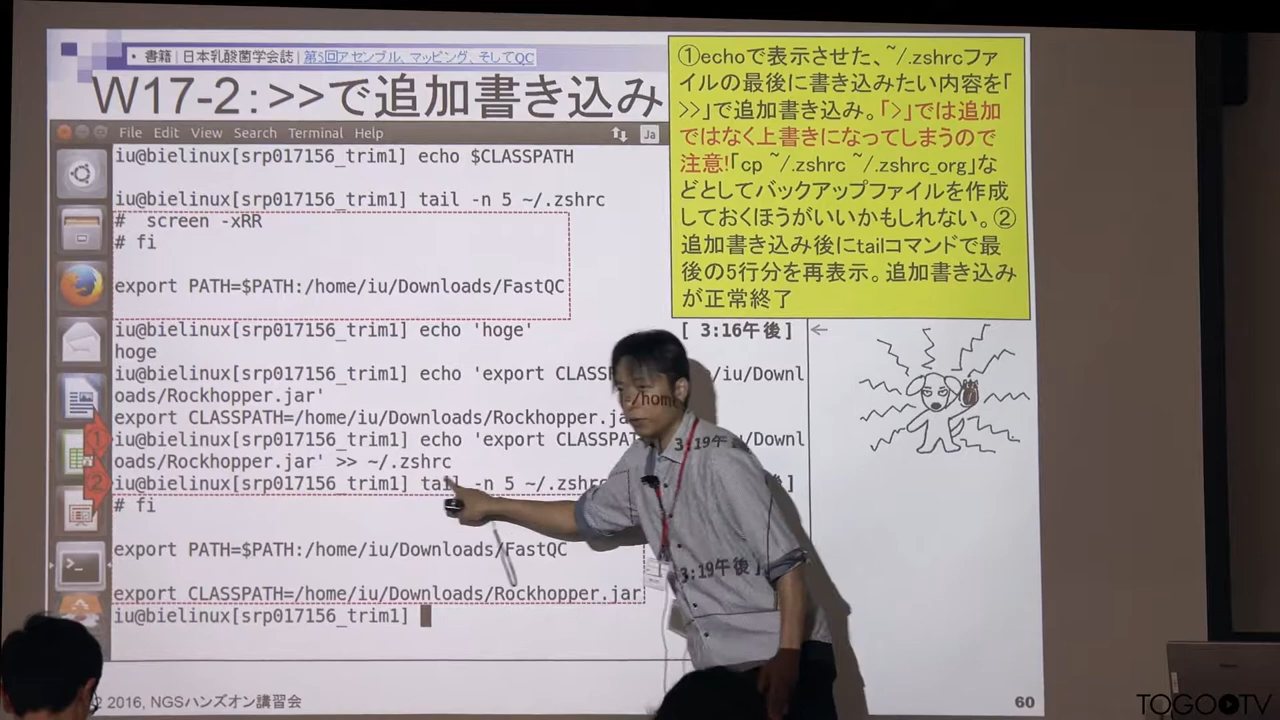 ・書籍 | 日本乳酸菌学会誌 | 第5回アセンブル、マッピング、そしてQC
W17-2：>>で追加書き込み
①echoで表示させた、~/.zshrcファ
イルの最後に書き込みたい内容を「
>>」で追加書き込み。「>」では追加
ではなく上書きになってしまうので
注意!「cp ~/.zshrc ~/.zshrc_org」な
どとしてバックアップファイルを作成
しておくほうがいいかもしれない。②
追加書き込み後にtailコマンドで最
後の5行分を再表示。追加書き込み
が正常終了
File Edit View Search Terminal Help
Ja
iu@bielinux[srp017156_trim1] echo $CLASSPATH
iu@bielinux[srp017156_trim1] tail -n 5 ~/.zshrc
#  screen -xRR
# fi
export PATH=$PATH:/home/iu/Downloads/FastQC
iu@bielinux[srp017156_trim1] echo 'hoge' [ 3:16午後]
hoge
iu@bielinux[srp017156_trim1] echo 'export CLASSP /home/iu/Downl
oads/Rockhopper.jar'
export CLASSPATH=/home/iu/Downloads/Rockhopper.ja
① iu@bielinux[srp017156_trim1] echo 'export CLASSPAT 3:19午 /iu/Downl
oads/Rockhopper.jar' >> ~/.zshrc
② iu@bielinux[srp017156_trim1] tail -n 5 ~/.zshrc ]
# fi
export PATH=$PATH:/home/iu/Downloads/FastQC
[3:19午後]
export CLASSPATH=/home/iu/Downloads/Rockhopper.jar
iu@bielinux[srp017156_trim1]
2016, NGSハンズオン講習会
60
TOGOTV